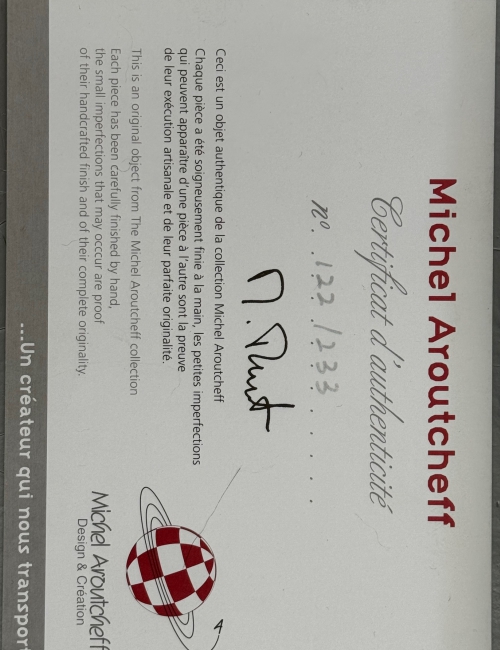 Michel Aroutcheff
Certificat d'authenticité
n° . 122 / 233 . . . . .
Ceci est un objet authentique de la collection Michel Aroutcheff
Chaque pièce a été soigneusement finie à la main, les petites imperfections
qui peuvent apparaître d'une pièce à l'autre sont la preuve
de leur exécution artisanale et de leur parfaite originalité.
This is an original object from The Michel Aroutcheff collection
Each piece has been carefully finished by hand,
the small imperfections that may occcur are proof
of their handcrafted finish and of their complete originality.
Michel Aroutcheff
Design & Création
...Un créateur qui nous transpor